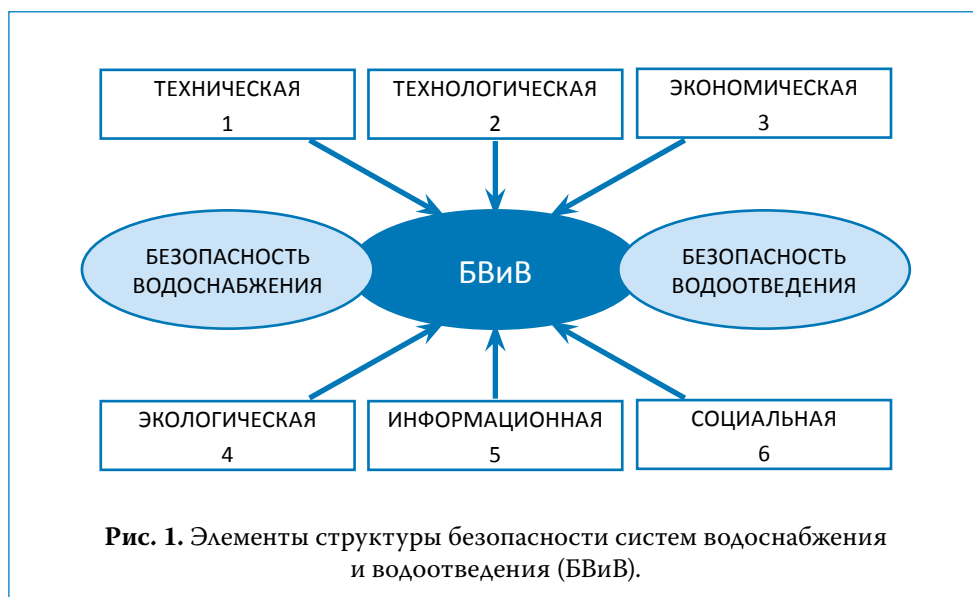 ТЕХНИЧЕСКАЯ
1
ТЕХНОЛОГИЧЕСКАЯ
2
ЭКОНОМИЧЕСКАЯ
3
БЕЗОПАСНОСТЬ
ВОДОСНАБЖЕНИЯ
БВиВ
БЕЗОПАСНОСТЬ
ВОДООТВЕДЕНИЯ
ЭКОЛОГИЧЕСКАЯ
4
ИНФОРМАЦИОННАЯ
5
СОЦИАЛЬНАЯ
6
Рис. 1. Элементы структуры безопасности систем водоснабжения
и водоотведения (БВиВ).